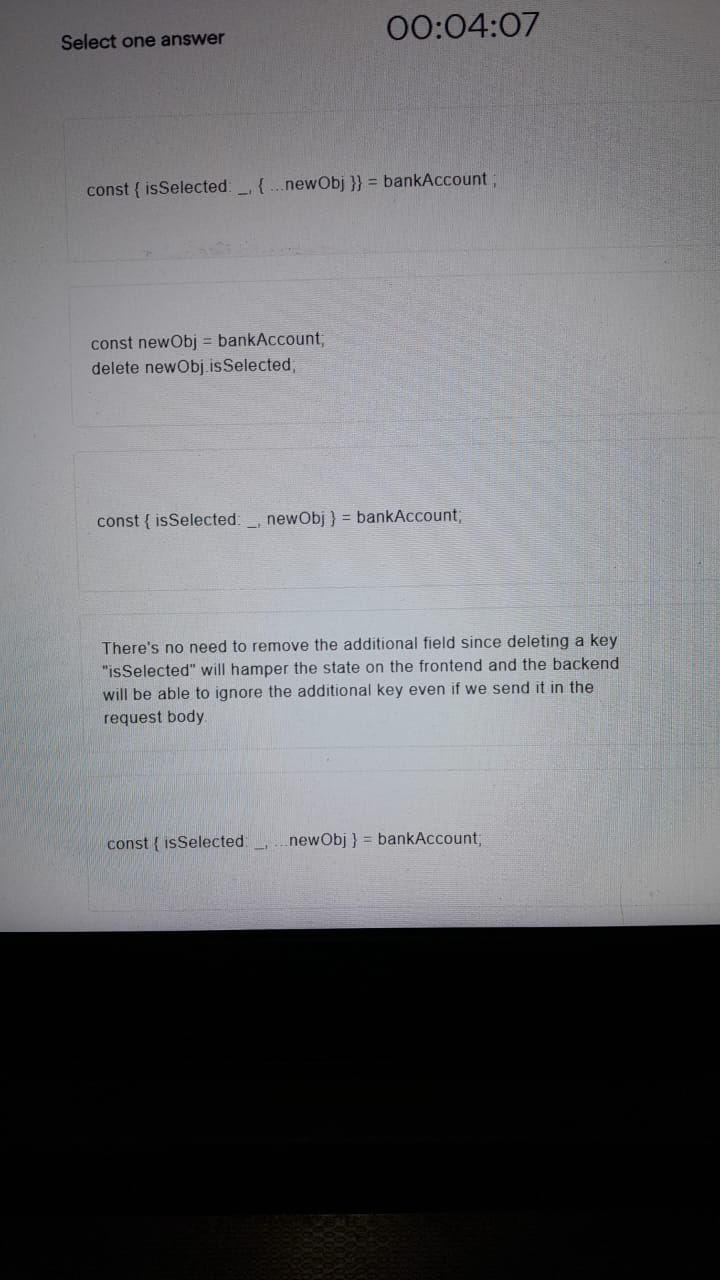 Select one answer
00:04:07
const { isSelected: _, { ...newObj }} = bankAccount ;
const newObj = bankAccount;
delete newObj.isSelected;
const { isSelected: _, newObj } = bankAccount;
There's no need to remove the additional field since deleting a key
"isSelected" will hamper the state on the frontend and the backend
will be able to ignore the additional key even if we send it in the
request body.
const { isSelected: _, ...newObj } = bankAccount;